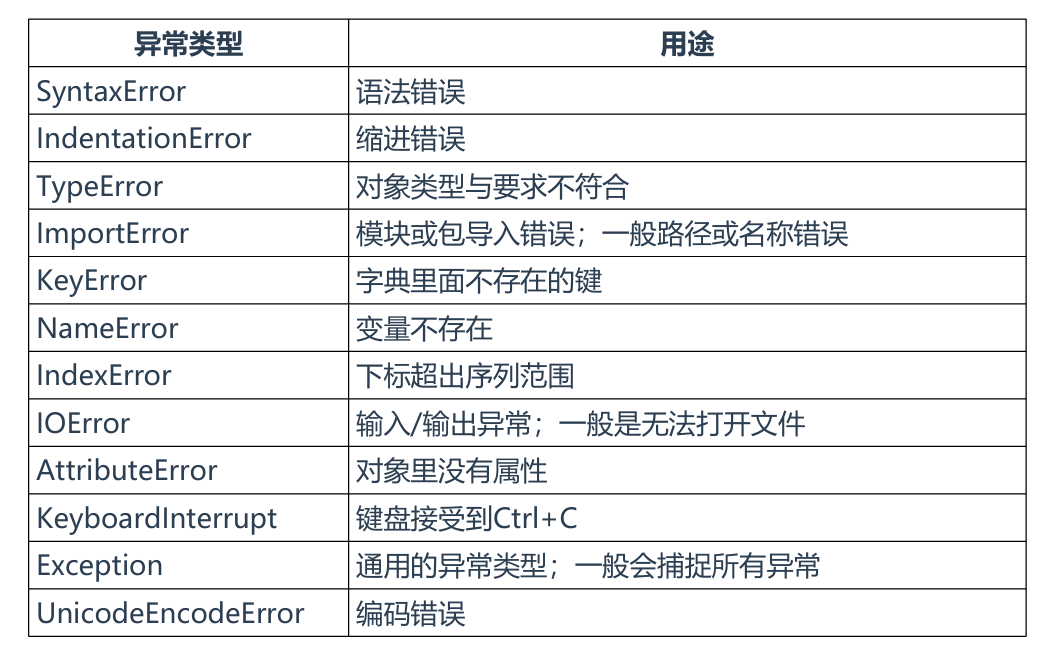 异常类型 用途
SyntaxError 语法错误
IndentationError 缩进错误
TypeError 对象类型与要求不符合
ImportError 模块或包导入错误；一般路径或名称错误
KeyError 字典里面不存在的键
NameError 变量不存在
IndexError 下标超出序列范围
IOError 输入/输出异常；一般是无法打开文件
AttributeError 对象里没有属性
KeyboardInterrupt 键盘接受到Ctrl+C
Exception 通用的异常类型；一般会捕捉所有异常
UnicodeEncodeError 编码错误